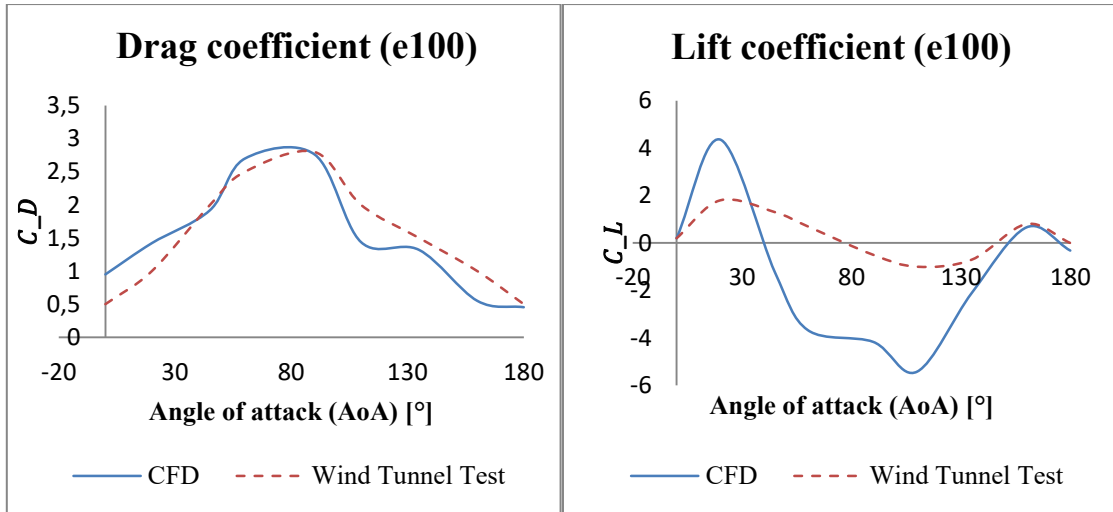 Drag coefficient (e100)
3,5
3
2,5
2
1,5
1
0,5
0
C_D
-20 30 80 130 180
Angle of attack (AoA) [°]
CFD Wind Tunnel Test
Lift coefficient (e100)
6
4
2
0
-2
-4
-6
C_L
-20 30 80 130 180
Angle of attack (AoA) [°]
CFD Wind Tunnel Test